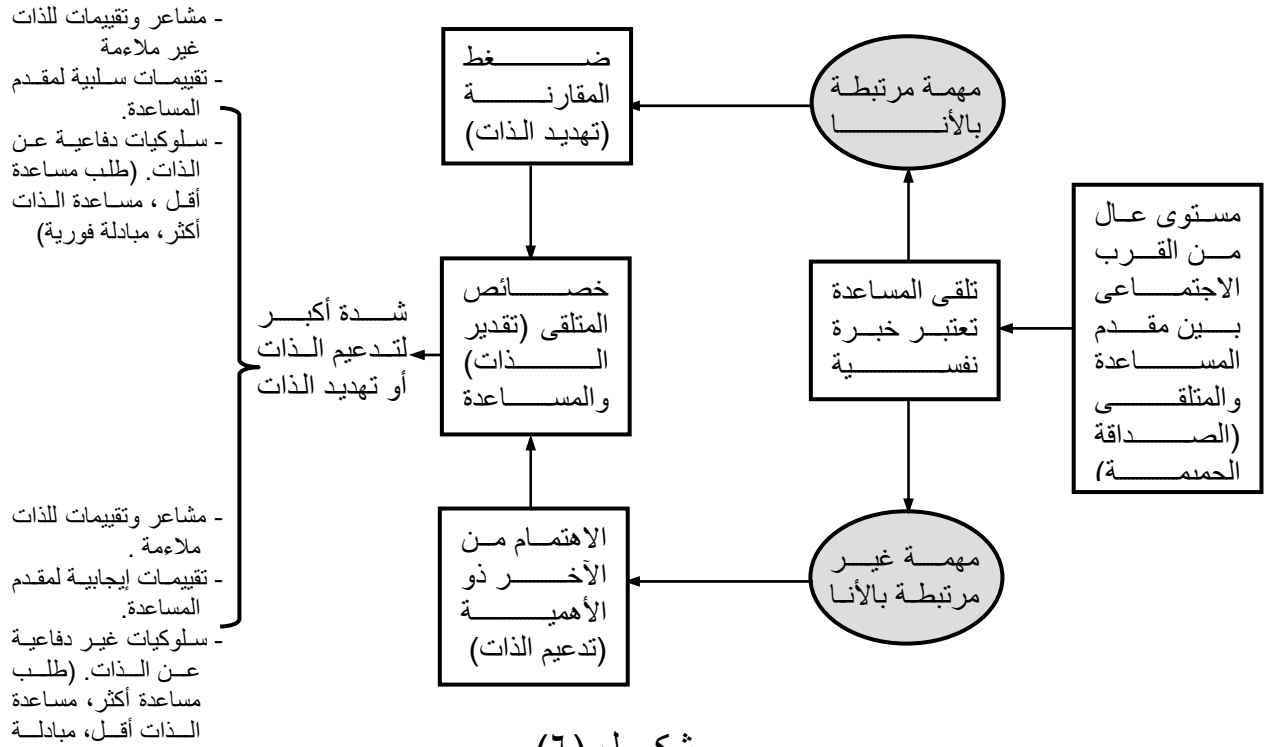 مستوى عال
من القرب
الاجتماعى
بين مقدم
المساعدة
والمتلقى
(الصداقة
الحميمة)
تلقى المساعدة
تعتبر خبرة
نفسية
مهمة مرتبطة
بالأنا
ضغط
المقارنة
(تهديد الذات)
خصائص
المتلقى (تقدير
الذات)
والمساعدة
مهمة غير
مرتبطة بالأنا
الاهتمام من
الآخر ذو
الأهمية
(تدعيم الذات)
شدة أكبر
لتدعيم الذات
أو تهديد الذات
- مشاعر وتقييمات للذات
غير ملاءمة
- تقييمات سلبية لمقدم
المساعدة.
- سلوكيات دفاعية عن
الذات. (طلب مساعدة
أقل ، مساعدة الذات
أكثر، مبادلة فورية)
- مشاعر وتقييمات للذات
ملاءمة .
- تقييمات إيجابية لمقدم
المساعدة.
- سلوكيات غير دفاعية
عن الذات. (طلب
مساعدة أكثر، مساعدة
الذات أقل، مبادلة
(٦)